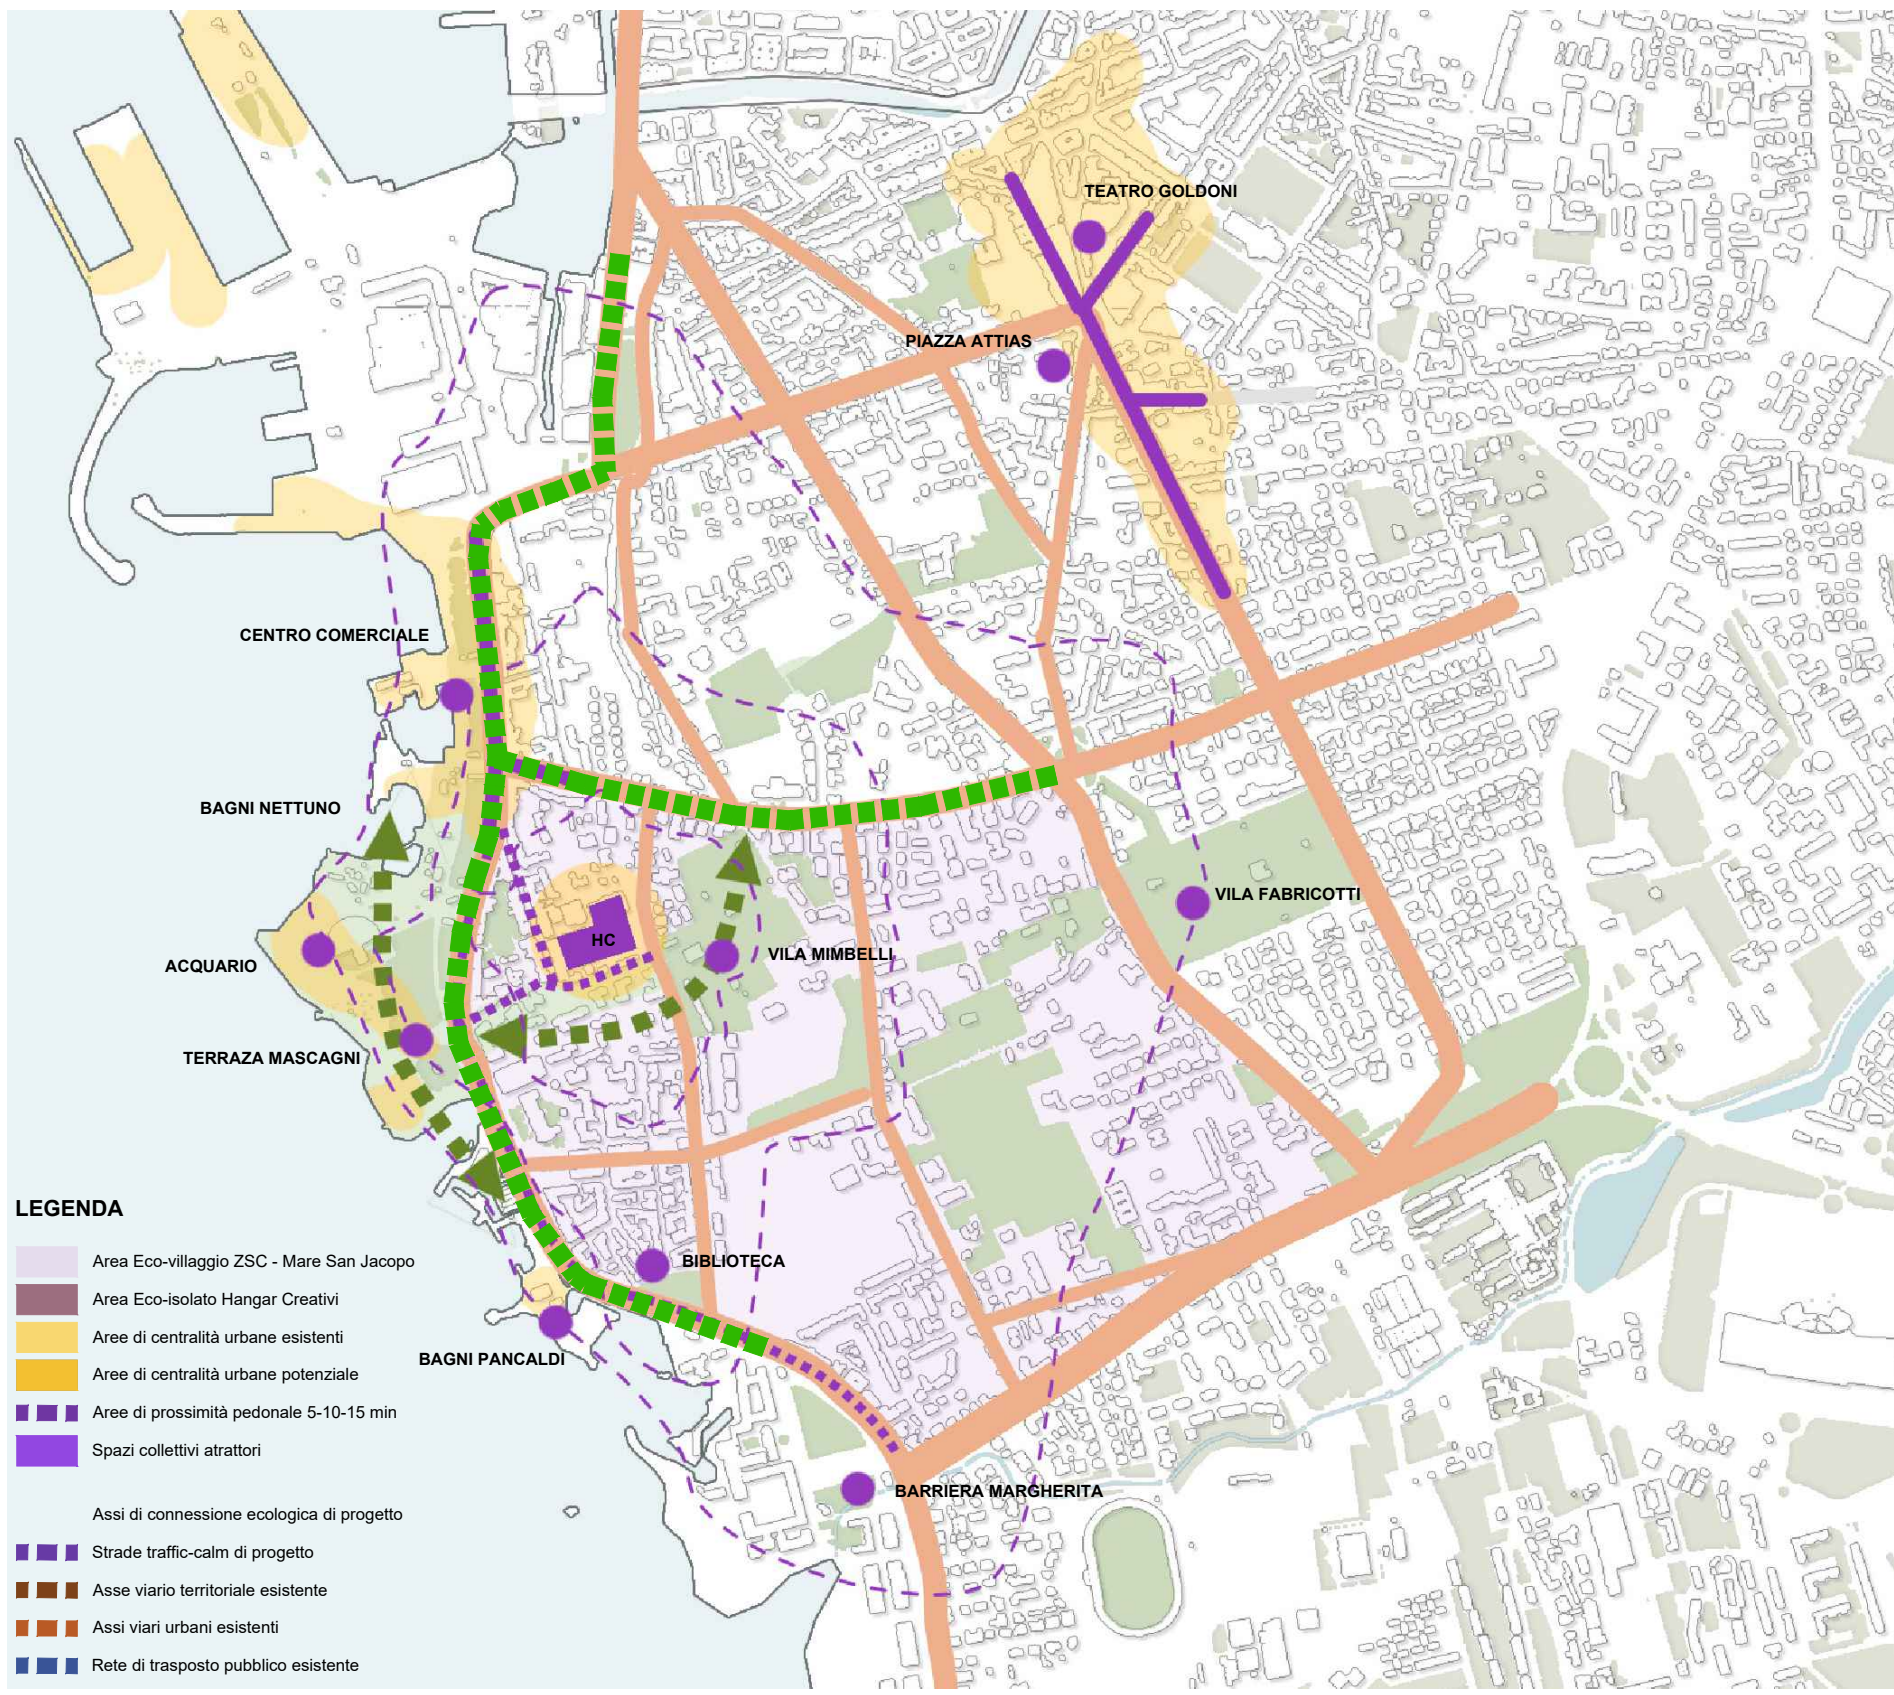 TEATRO GOLDONI
PIAZZA ATTIAS
CENTRO COMERCIALE
BAGNI NETTUNO
VILA FABRICOTTI
HC
VILA MIMBELLI
ACQUARIO
TERRAZA MASCAGNI
BIBLIOTECA
BAGNI PANCALDI
BARRIERA MARGHERITA
LEGENDA
Area Eco-villaggio ZSC - Mare San Jacopo
Area Eco-isolato Hangar Creativi
Aree di centralità urbane esistenti
Aree di centralità urbane potenziale
Aree di prossimità pedonale 5-10-15 min
Spazi collettivi atrattori
Assi di connessione ecologica di progetto
Strade traffic-calm di progetto
Asse viario territoriale esistente
Assi viari urbani esistenti
Rete di trasposto pubblico esistente